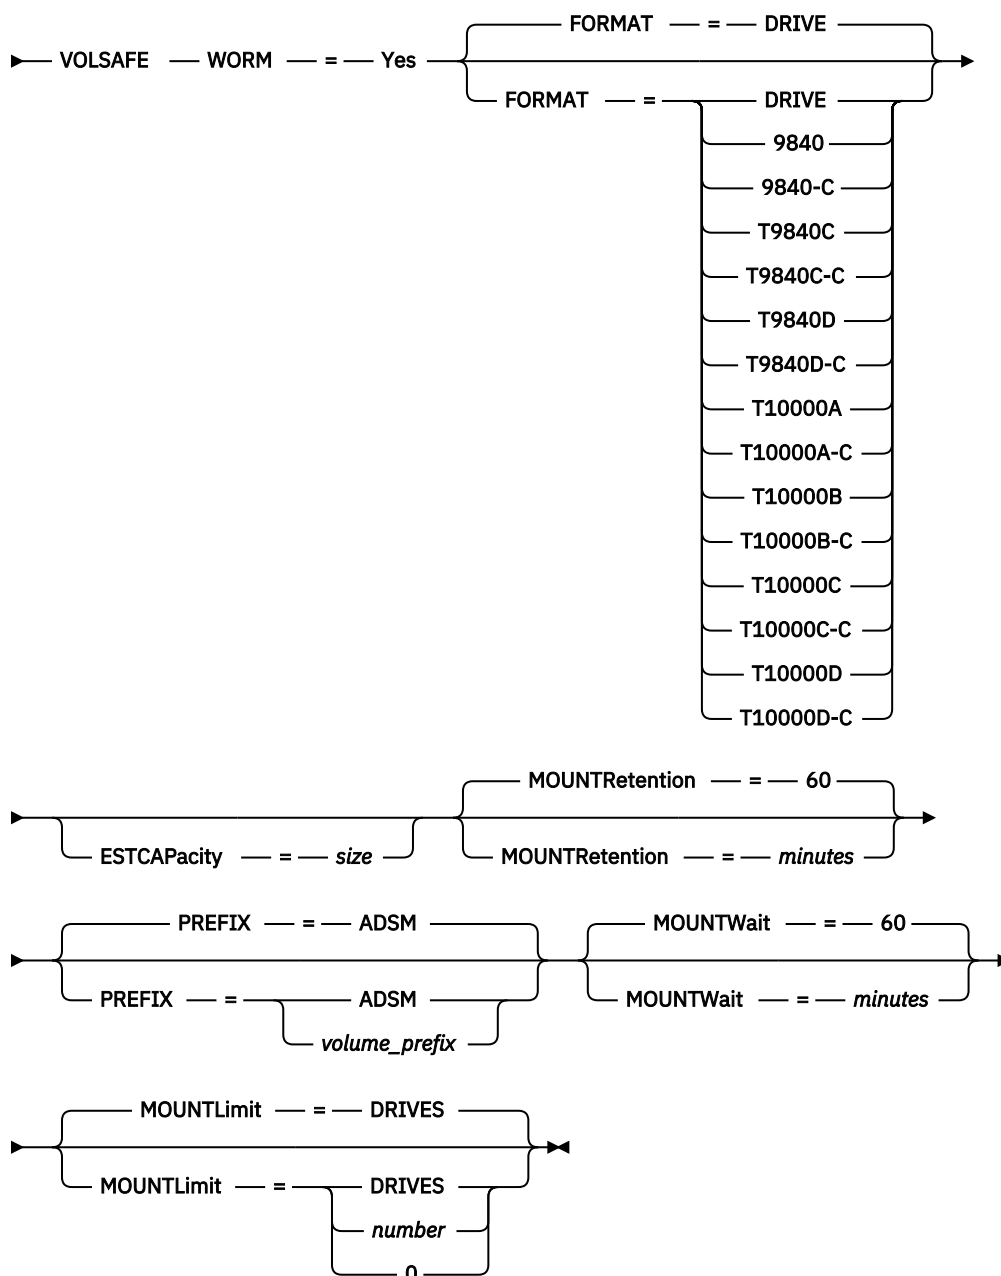 FORMAT = DRIVE
VOLSAFE WORM = Yes
FORMAT = DRIVE
9840
9840-C
T9840C
T9840C-C
T9840D
T9840D-C
T10000A
T10000A-C
T10000B
T10000B-C
T10000C
T10000C-C
T10000D
T10000D-C
MOUNTRetention = 60
ESTCAPacity = size MOUNTRetention = minutes
PREFIX = ADSM MOUNTWait = 60
PREFIX = ADSM MOUNTWait = minutes
volume_prefix
MOUNTLimit = DRIVES
MOUNTLimit = DRIVES
number
0